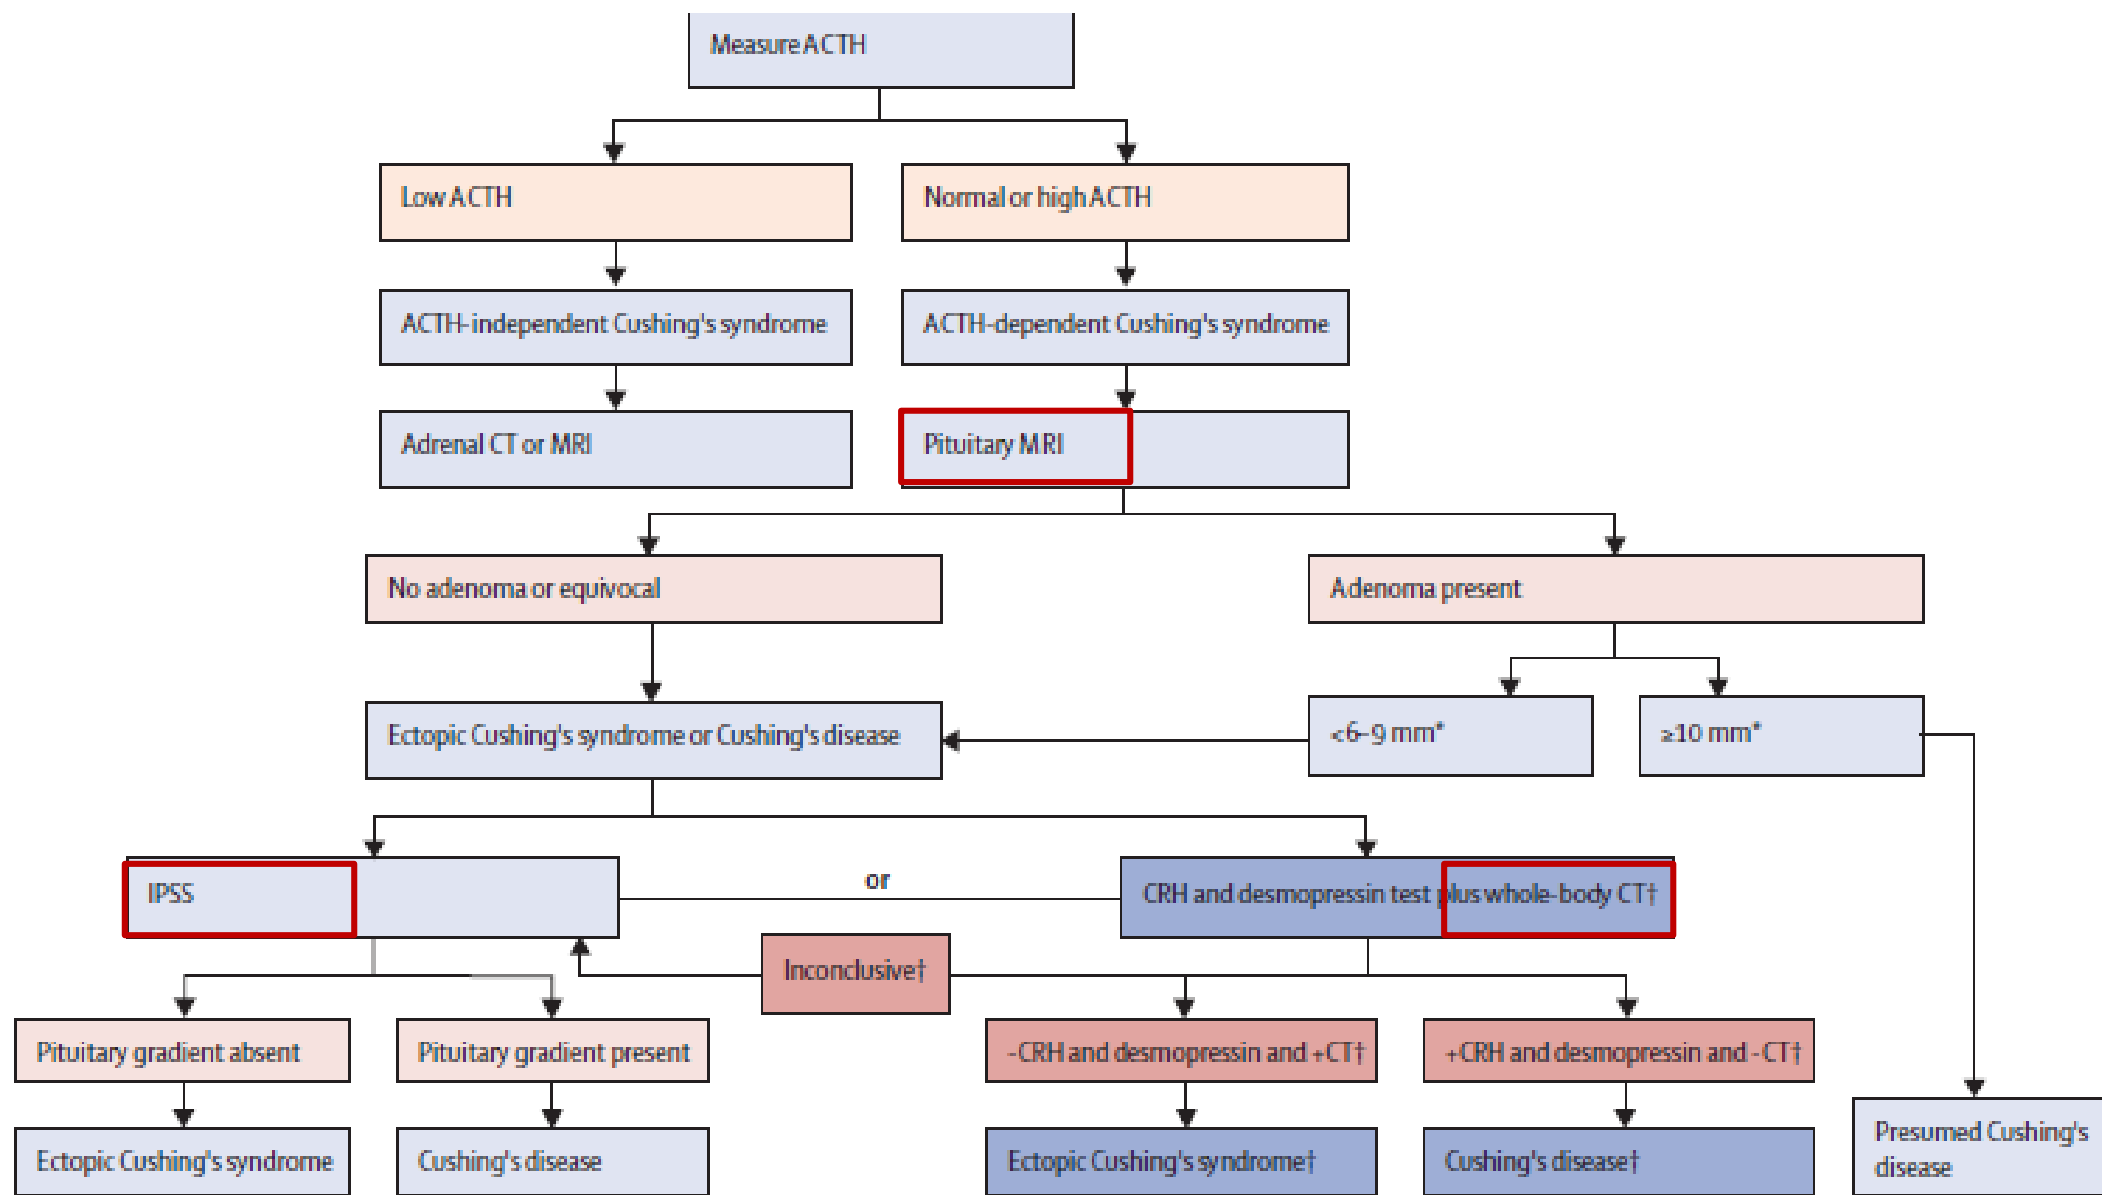 Measure ACTH
Low ACTH
Normal or high ACTH
ACTH-independent Cushing's syndrome
ACTH-dependent Cushing's syndrome
Adrenal CT or MRI
Pituitary MRI
No adenoma or equivocal
Adenoma present
Ectopic Cushing's syndrome or Cushing's disease
<6–9 mm*
≥10 mm*
IPSS
or
CRH and desmopressin test plus whole-body CT†
Inconclusive†
Pituitary gradient absent
Pituitary gradient present
-CRH and desmopressin and +CT†
+CRH and desmopressin and -CT†
Ectopic Cushing's syndrome
Cushing's disease
Ectopic Cushing's syndrome†
Cushing's disease†
Presumed Cushing's
disease